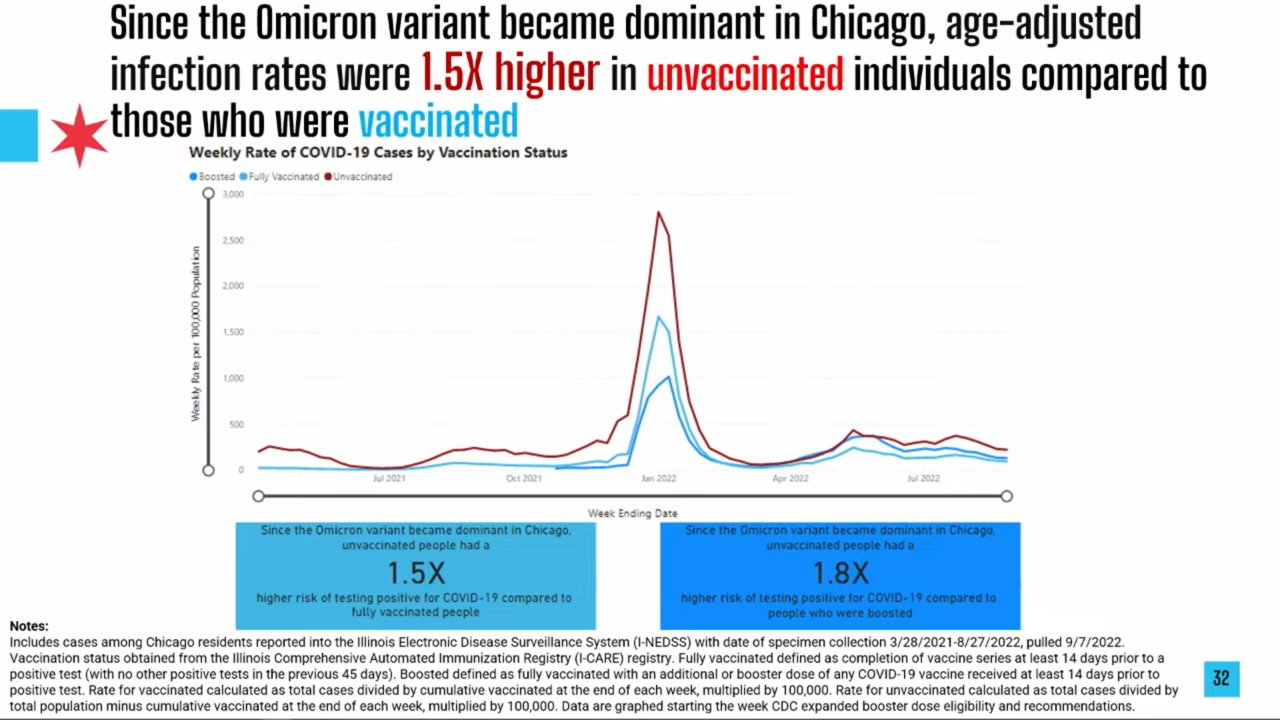 Since the Omicron variant became dominant in Chicago, age-adjusted
infection rates were 1.5X higher in unvaccinated individuals compared to
those who were vaccinated
Weekly Rate of COVID-19 Cases by Vaccination Status
Boosted Fully Vaccinated Unvaccinated
Weekly Rate per 100,000 Population
3,000
2,500
2,000
1,500
1,000
500
0
Jul 2021 Oct 2021 Jan 2022 Apr 2022 Jul 2022
Week Ending Date
Since the Omicron variant became dominant in Chicago,
unvaccinated people had a
1.5X
higher risk of testing positive for COVID-19 compared to
fully vaccinated people
Since the Omicron variant became dominant in Chicago,
unvaccinated people had a
1.8X
higher risk of testing positive for COVID-19 compared to
people who were boosted
Notes:
Includes cases among Chicago residents reported into the Illinois Electronic Disease Surveillance System (I-NEDSS) with date of specimen collection 3/28/2021-8/27/2022, pulled 9/7/2022.
Vaccination status obtained from the Illinois Comprehensive Automated Immunization Registry (I-CARE) registry. Fully vaccinated defined as completion of vaccine series at least 14 days prior to a
positive test (with no other positive tests in the previous 45 days). Boosted defined as fully vaccinated with an additional or booster dose of any COVID-19 vaccine received at least 14 days prior to
positive test. Rate for vaccinated calculated as total cases divided by cumulative vaccinated at the end of each week, multiplied by 100,000. Rate for unvaccinated calculated as total cases divided by
total population minus cumulative vaccinated at the end of each week, multiplied by 100,000. Data are graphed starting the week CDC expanded booster dose eligibility and recommendations.
32